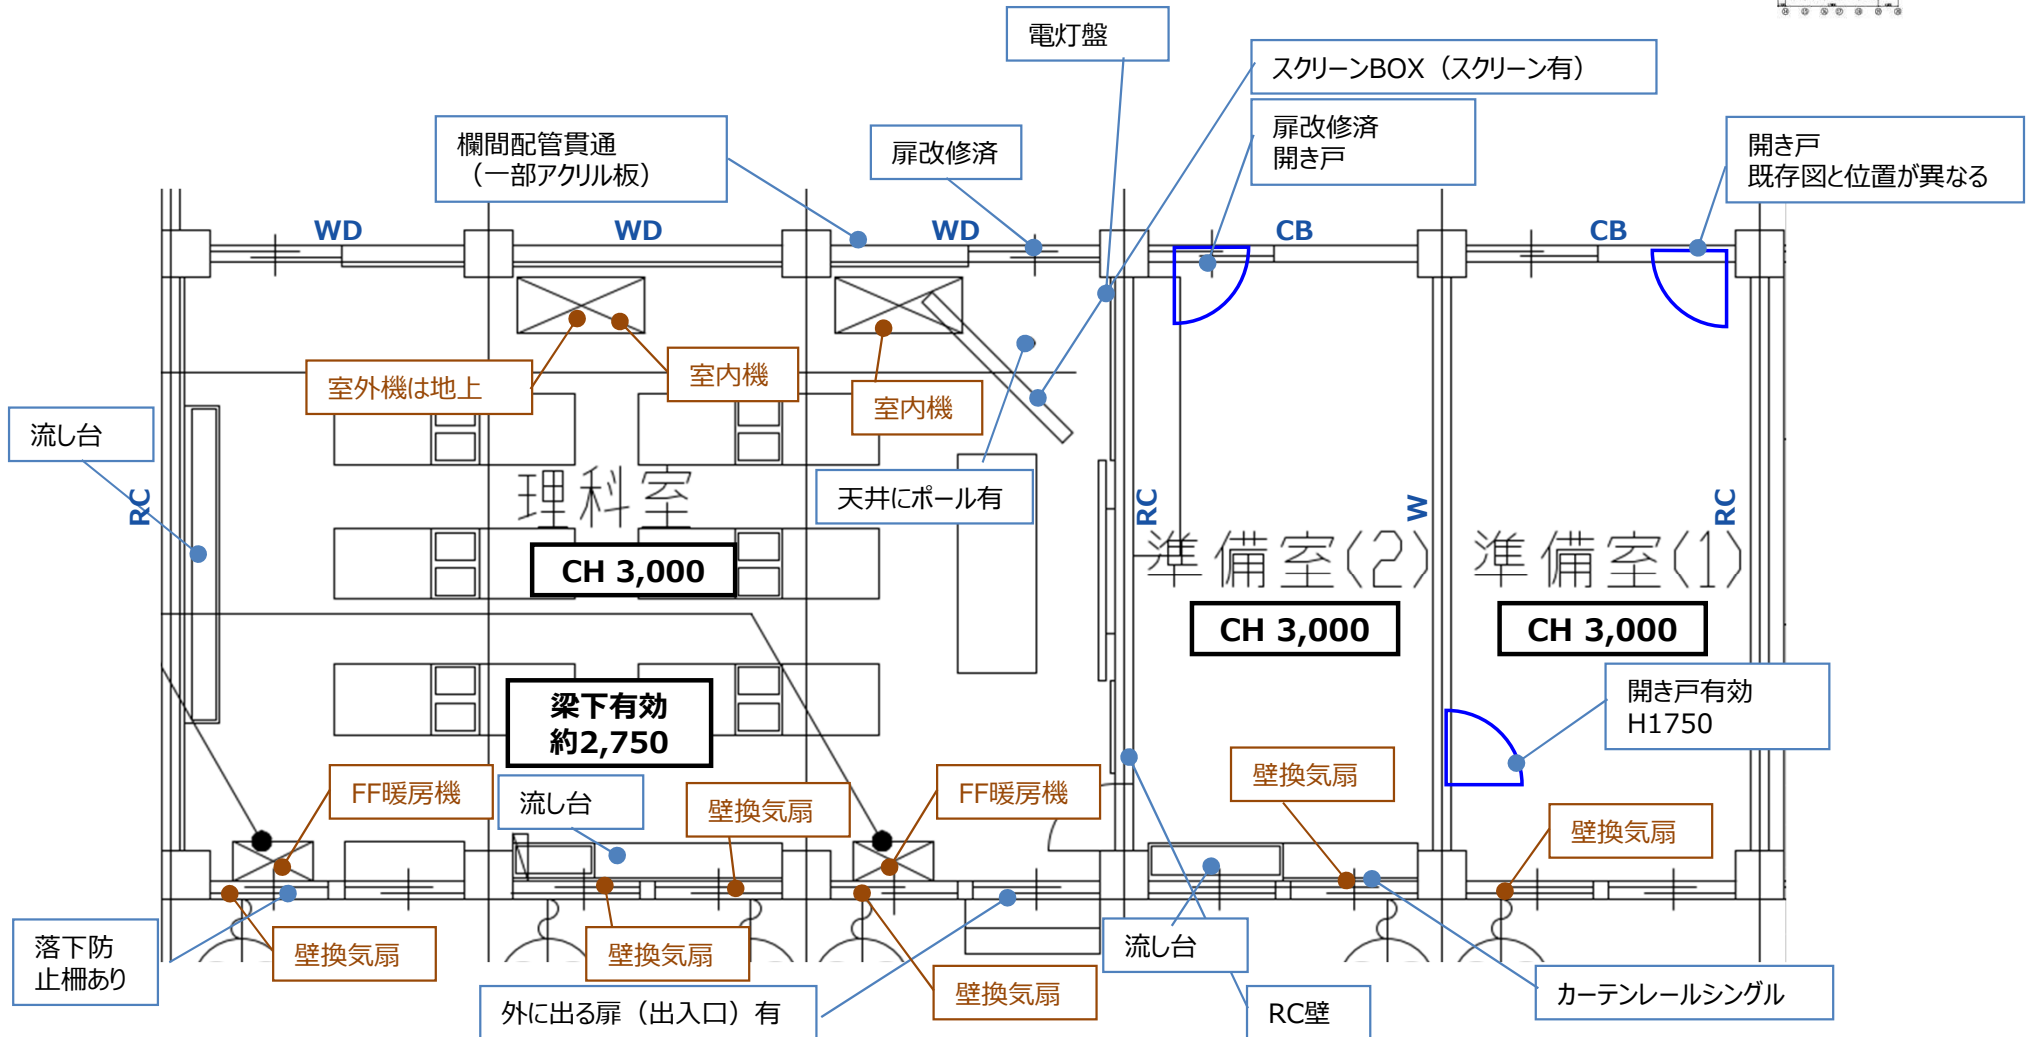 電灯盤
スクリーンBOX（スクリーン有）
欄間配管貫通
（一部アクリル板）
扉改修済
扉改修済
開き戸
開き戸
既存図と位置が異なる
WD
WD
WD
CB
CB
室外機は地上
室内機
室内機
流し台
天井にポール有
RC
理科室
CH 3,000
RC
W
RC
準備室(2)
準備室(1)
CH 3,000
CH 3,000
梁下有効
約2,750
開き戸有効
H1750
FF暖房機
流し台
壁換気扇
FF暖房機
壁換気扇
壁換気扇
落下防
止柵あり
壁換気扇
壁換気扇
壁換気扇
流し台
カーテンレールシングル
外に出る扉（出入口）有
RC壁